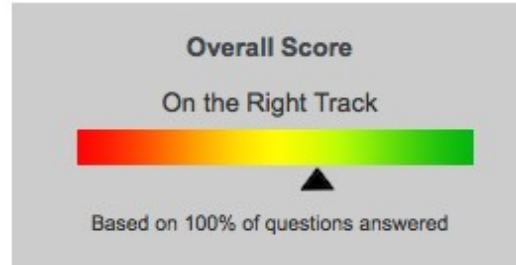 Overall Score
On the Right Track
Based on 100% of questions answered